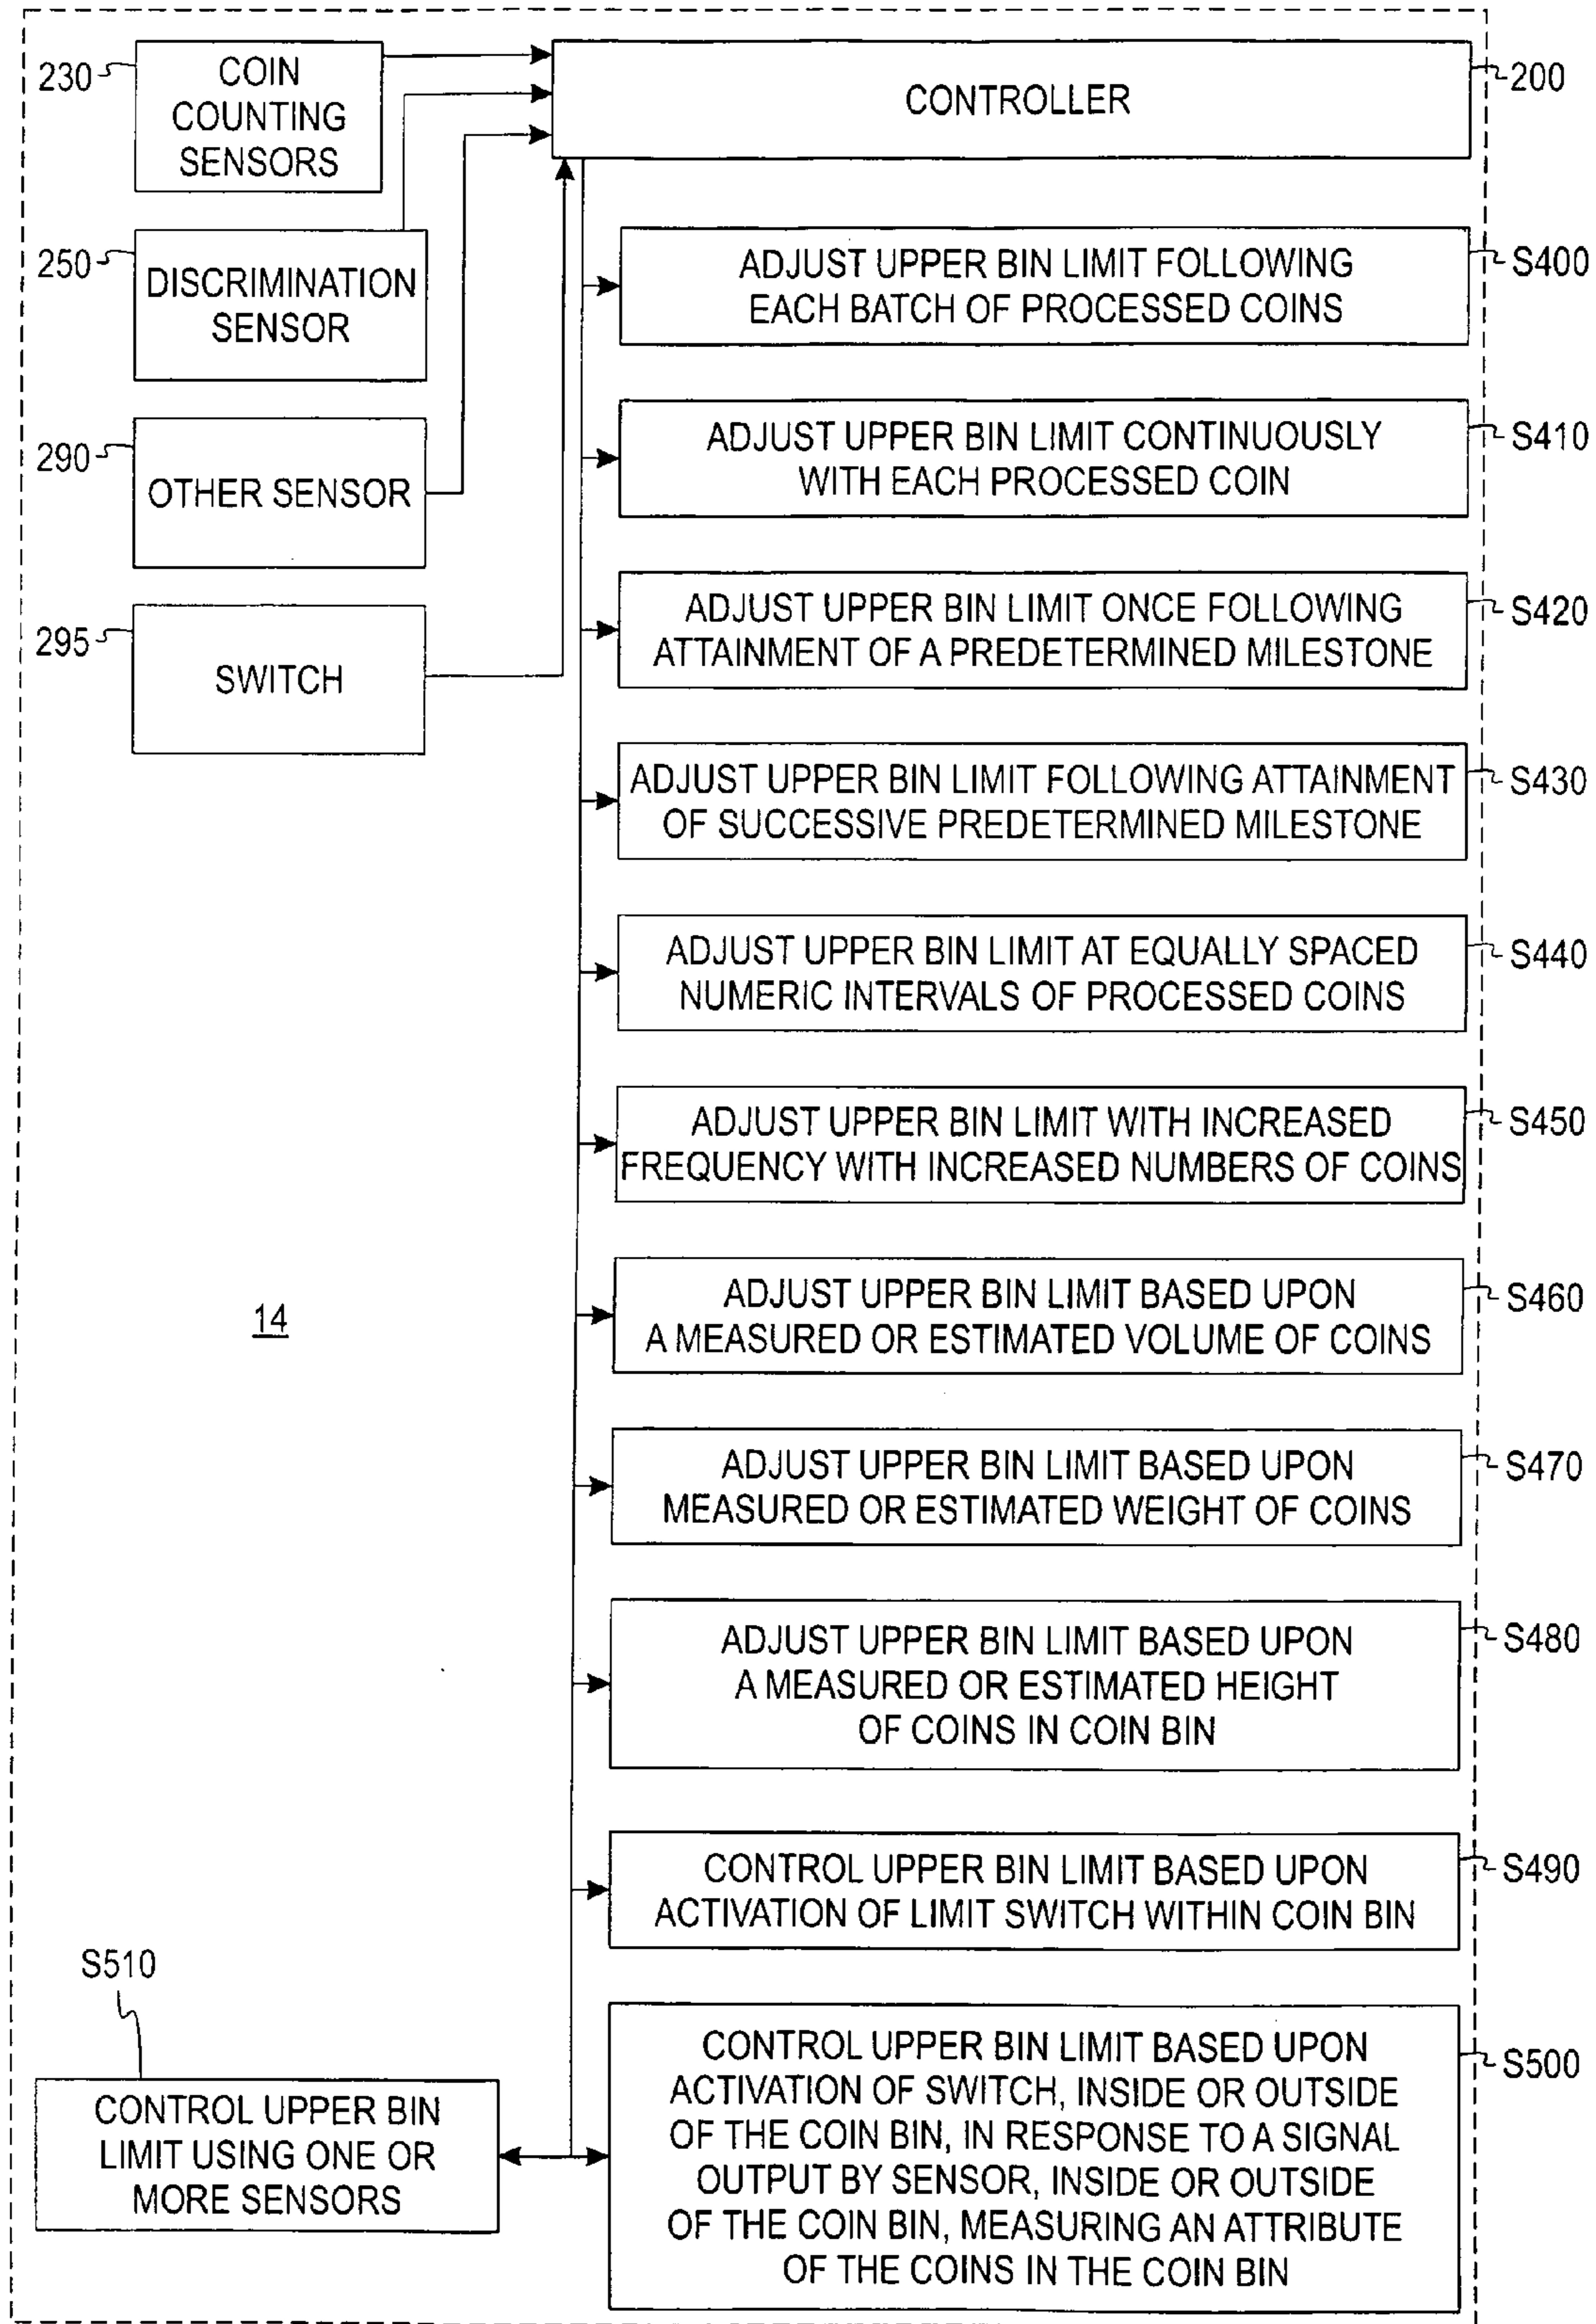 230
COIN
COUNTING
SENSORS
CONTROLLER
200
250
DISCRIMINATION
SENSOR
290
OTHER SENSOR
295
SWITCH
ADJUST UPPER BIN LIMIT FOLLOWING
EACH BATCH OF PROCESSED COINS
S400
ADJUST UPPER BIN LIMIT CONTINUOUSLY
WITH EACH PROCESSED COIN
S410
ADJUST UPPER BIN LIMIT ONCE FOLLOWING
ATTAINMENT OF A PREDETERMINED MILESTONE
S420
ADJUST UPPER BIN LIMIT FOLLOWING ATTAINMENT
OF SUCCESSIVE PREDETERMINED MILESTONE
S430
ADJUST UPPER BIN LIMIT AT EQUALLY SPACED
NUMERIC INTERVALS OF PROCESSED COINS
S440
ADJUST UPPER BIN LIMIT WITH INCREASED
FREQUENCY WITH INCREASED NUMBERS OF COINS
S450
14
ADJUST UPPER BIN LIMIT BASED UPON
A MEASURED OR ESTIMATED VOLUME OF COINS
S460
ADJUST UPPER BIN LIMIT BASED UPON
MEASURED OR ESTIMATED WEIGHT OF COINS
S470
ADJUST UPPER BIN LIMIT BASED UPON
A MEASURED OR ESTIMATED HEIGHT
OF COINS IN COIN BIN
S480
CONTROL UPPER BIN LIMIT BASED UPON
ACTIVATION OF LIMIT SWITCH WITHIN COIN BIN
S490
S510
CONTROL UPPER BIN
LIMIT USING ONE OR
MORE SENSORS
CONTROL UPPER BIN LIMIT BASED UPON
ACTIVATION OF SWITCH, INSIDE OR OUTSIDE
OF THE COIN BIN, IN RESPONSE TO A SIGNAL
OUTPUT BY SENSOR, INSIDE OR OUTSIDE
OF THE COIN BIN, MEASURING AN ATTRIBUTE
OF THE COINS IN THE COIN BIN
S500